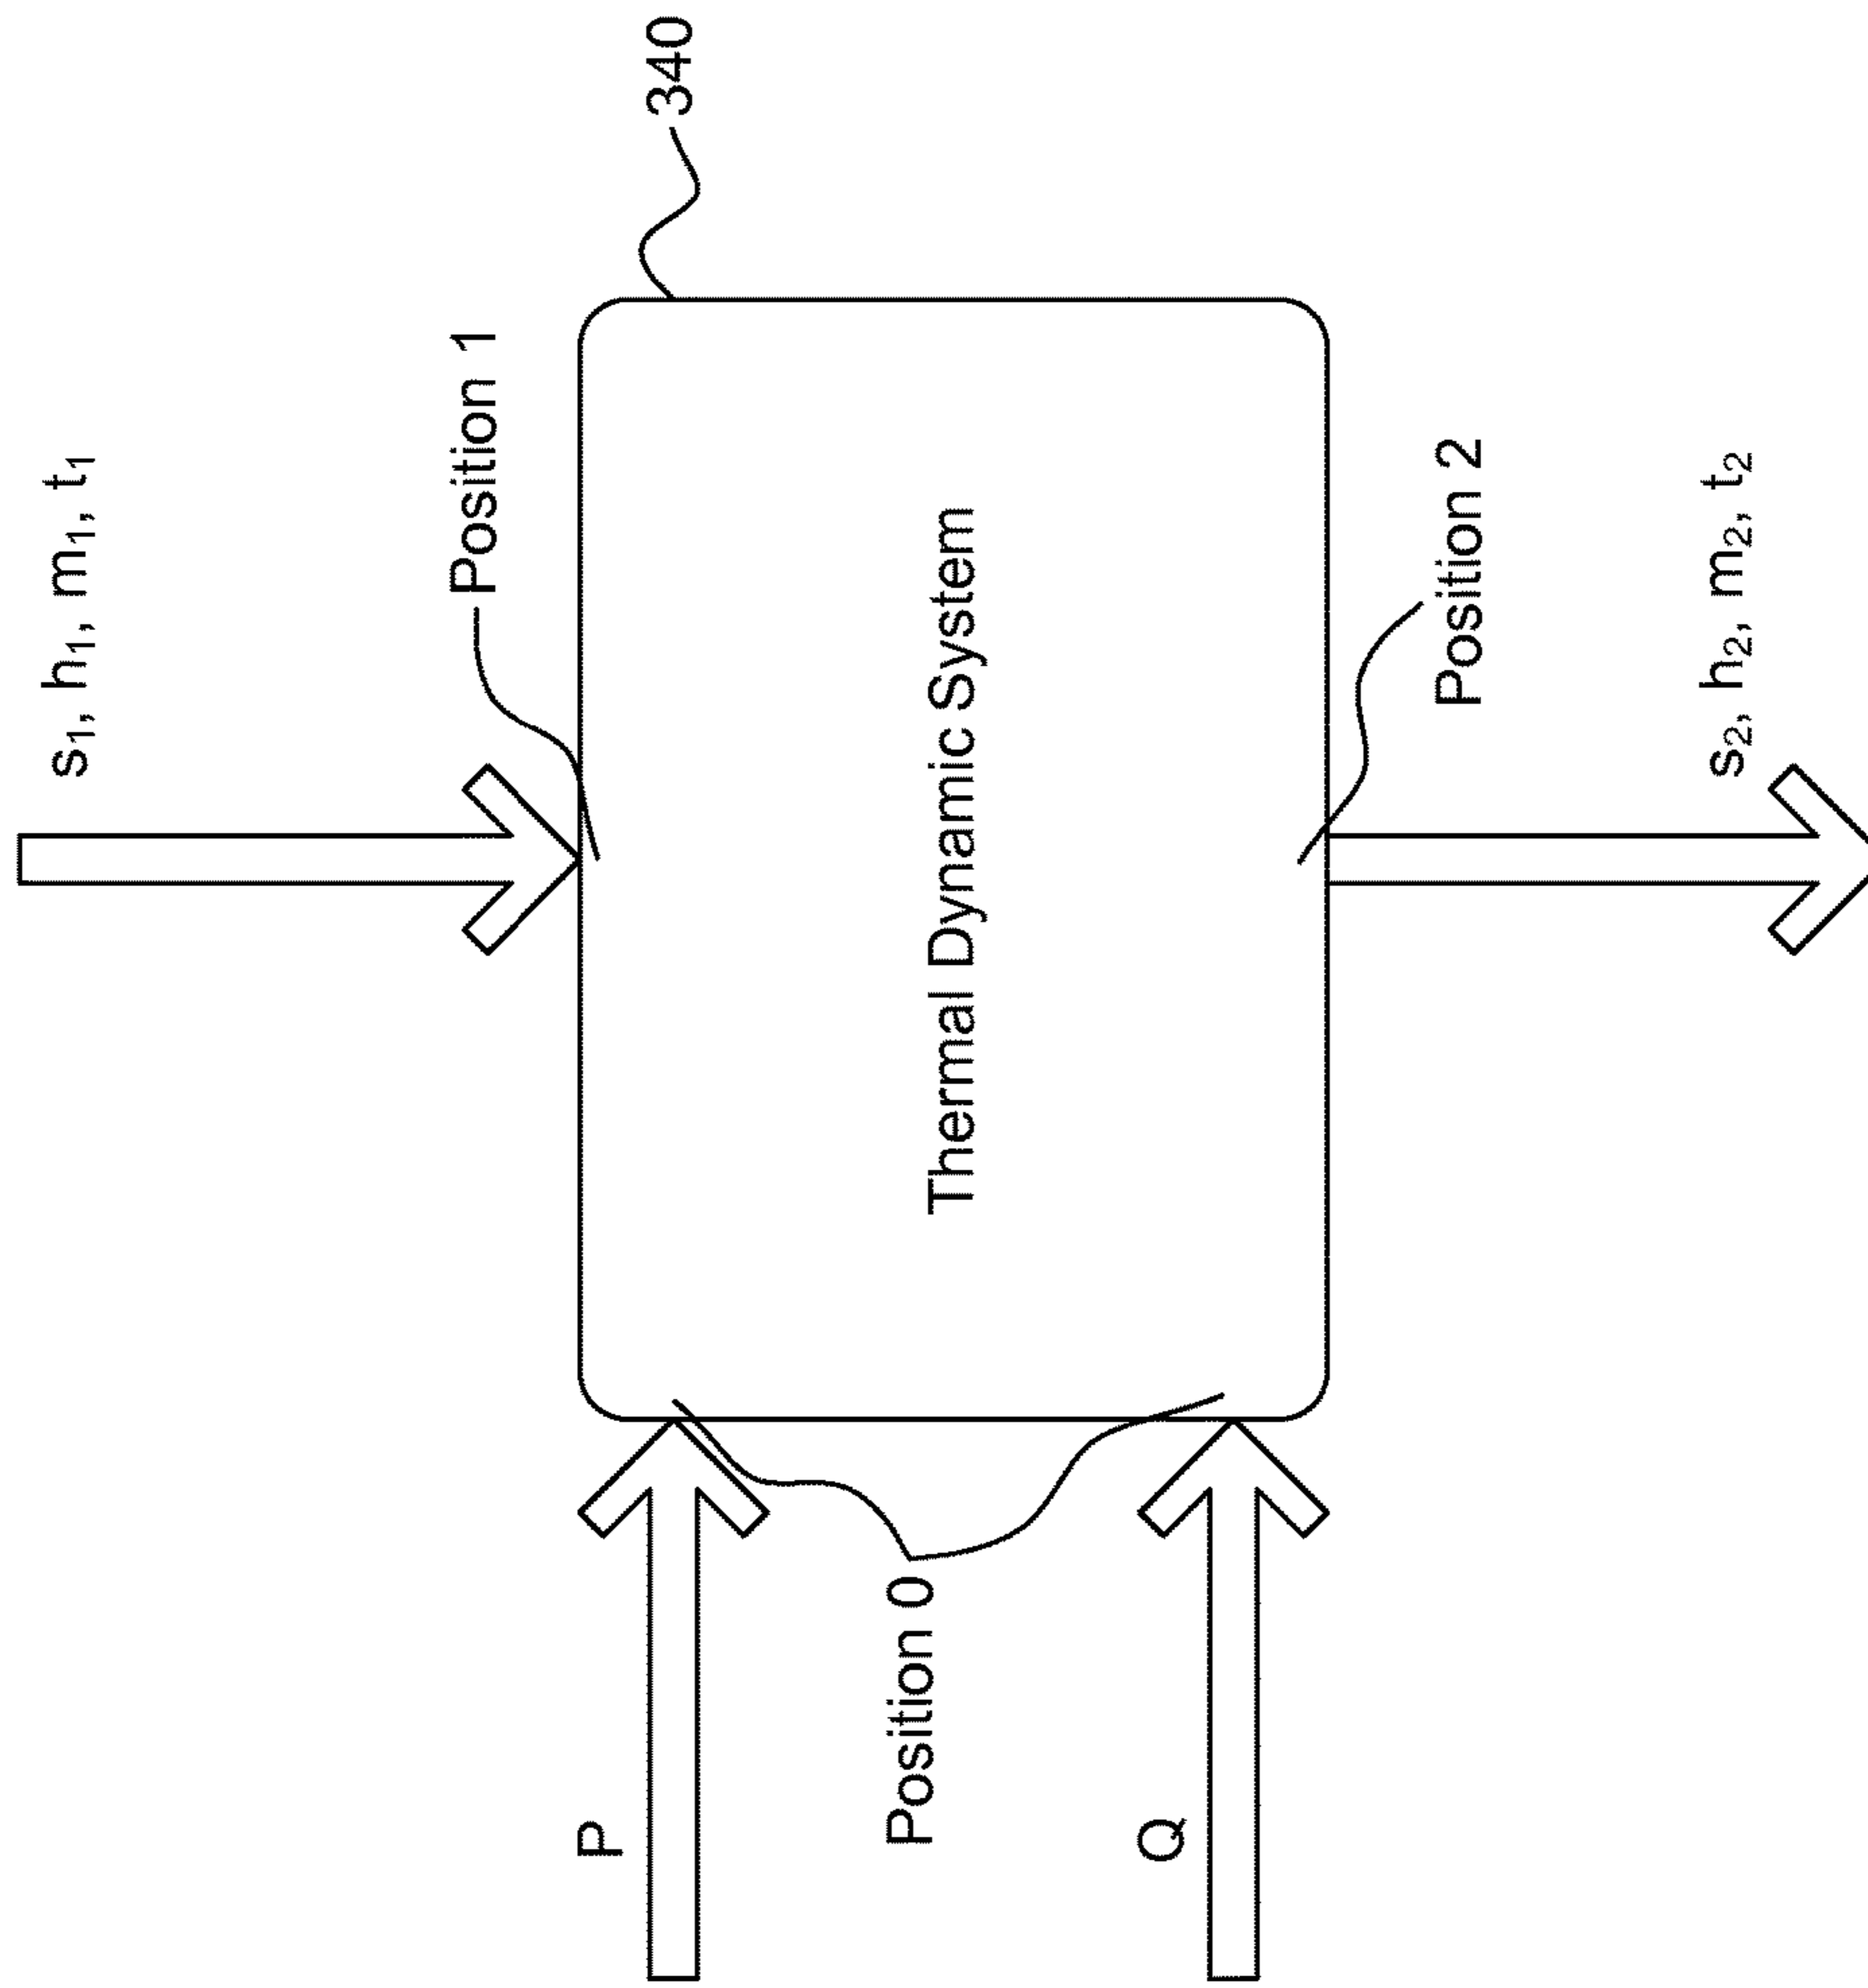 s₁, h₁, m₁, t₁
Position 1
P
340
Position 0
Thermal Dynamic System
Q
Position 2
s₂, h₂, m₂, t₂